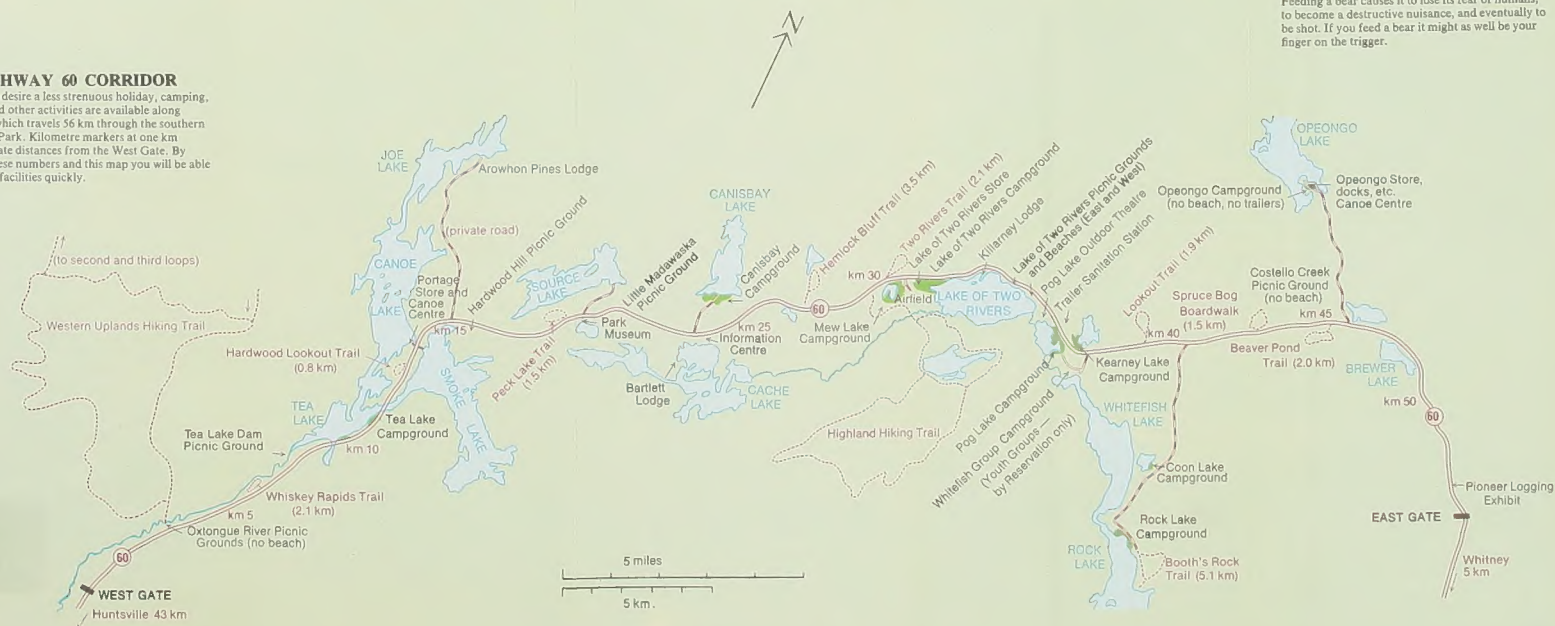 to become a destructive nuisance, and eventually to
be shot. If you feed a bear it might as well be your
finger on the trigger.
HWAY 60 CORRIDOR
desire a less strenuous holiday, camping,
d other activities are available along
which travels 56 km through the southern
Park. Kilometre markers at one km
ate distances from the West Gate. By
ese numbers and this map you will be able
facilities quickly.
N
JOE
LAKE
Arowhon Pines Lodge
(private road)
(to second and third loops)
Western Uplands Hiking Trail
CANOE
LAKE
Portage
Store and
Canoe
Centre
Hardwood Hill Picnic Ground
SOURCE
LAKE
Little Madawaska
Picnic Ground
CANISBAY
LAKE
Canisbay
Campground
Hemlock Bluff Trail (3.5 km)
Two Rivers Trail (2.1 km)
Lake of Two Rivers Store
Lake of Two Rivers Campground
Killarney Lodge
Lake of Two Rivers Picnic Grounds
and Beaches (East and West)
Pog Lake Outdoor Theatre
Trailer Sanitation Station
Lookout Trail (1.9 km)
OPEONGO
LAKE
Opeongo Campground
(no beach, no trailers)
Opeongo Store,
docks, etc.
Canoe Centre
Costello Creek
Picnic Ground
(no beach)
Spruce Bog
Boardwalk
(1.5 km)
km 45
km 40
Beaver Pond
Trail (2.0 km)
BREWER
LAKE
km 50
60
Pioneer Logging
Exhibit
EAST GATE
Whitney
5 km
km 30
Airfield
LAKE OF TWO
RIVERS
60
Mew Lake
Campground
km 25
Information
Centre
Park
Museum
km 15
Peck Lake Trail
(1.5 km)
Bartlett
Lodge
CACHE
LAKE
Hardwood Lookout Trail
(0.8 km)
SMOKE
LAKE
TEA
LAKE
Tea Lake
Campground
Tea Lake Dam
Picnic Ground
km 10
Whiskey Rapids Trail
(2.1 km)
km 5
Oxtongue River Picnic
Grounds (no beach)
60
WEST GATE
Huntsville 43 km
Highland Hiking Trail
Pog Lake Campground
Whitefish Group Campground
(Youth Groups —
by Reservation only)
Kearney Lake
Campground
WHITEFISH
LAKE
Coon Lake
Campground
Rock Lake
Campground
ROCK
LAKE
Booth's Rock
Trail (5.1 km)
5 miles
5 km.